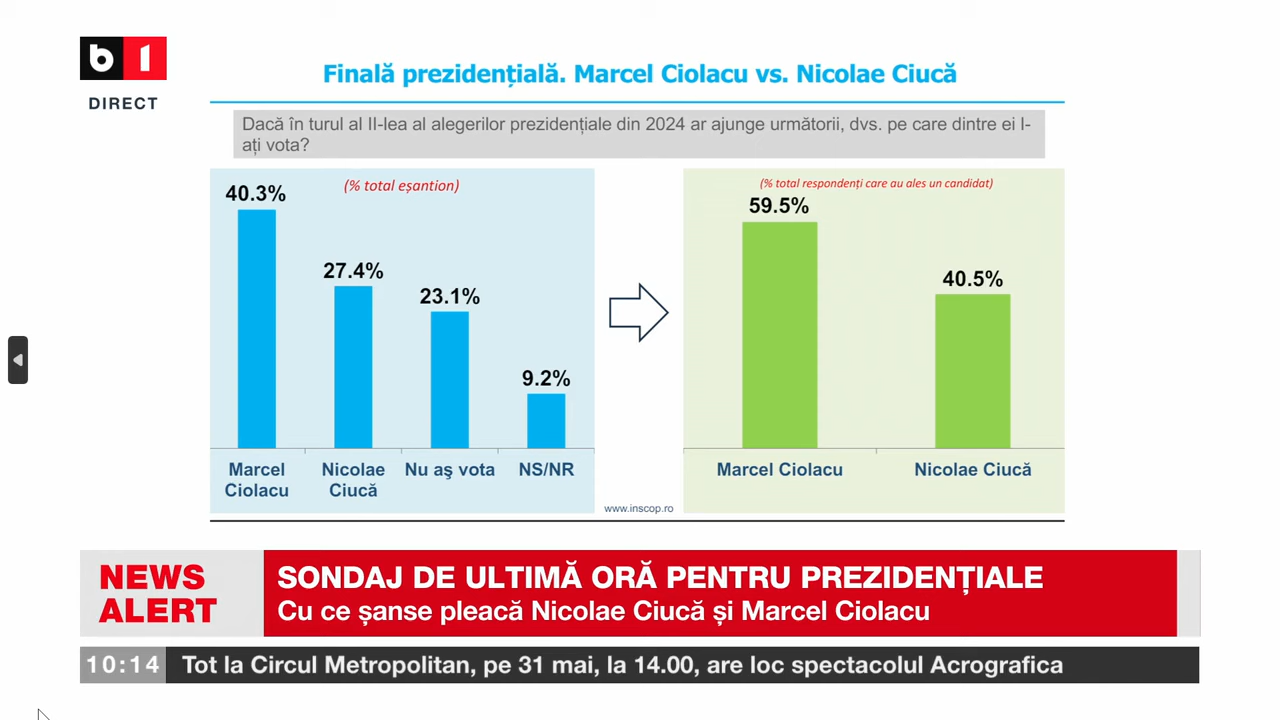 b1
DIRECT
Finală prezidențială. Marcel Ciolacu vs. Nicolae Ciucă
Dacă în turul al II-lea al alegerilor prezidențiale din 2024 ar ajunge următorii, dvs. pe care dintre ei l-
ați vota?
(% total eșantion)
40.3%
27.4%
23.1%
9.2%
Marcel
Ciolacu
Nicolae
Ciucă
Nu aş vota
NS/NR
(% total respondenți care au ales un candidat)
59.5%
40.5%
Marcel Ciolacu
Nicolae Ciucă
www.inscop.ro
NEWS
ALERT
SONDAJ DE ULTIMĂ ORĂ PENTRU PREZIDENȚIALE
Cu ce șanse pleacă Nicolae Ciucă și Marcel Ciolacu
10:14
Tot la Circul Metropolitan, pe 31 mai, la 14.00, are loc spectacolul Acrografica